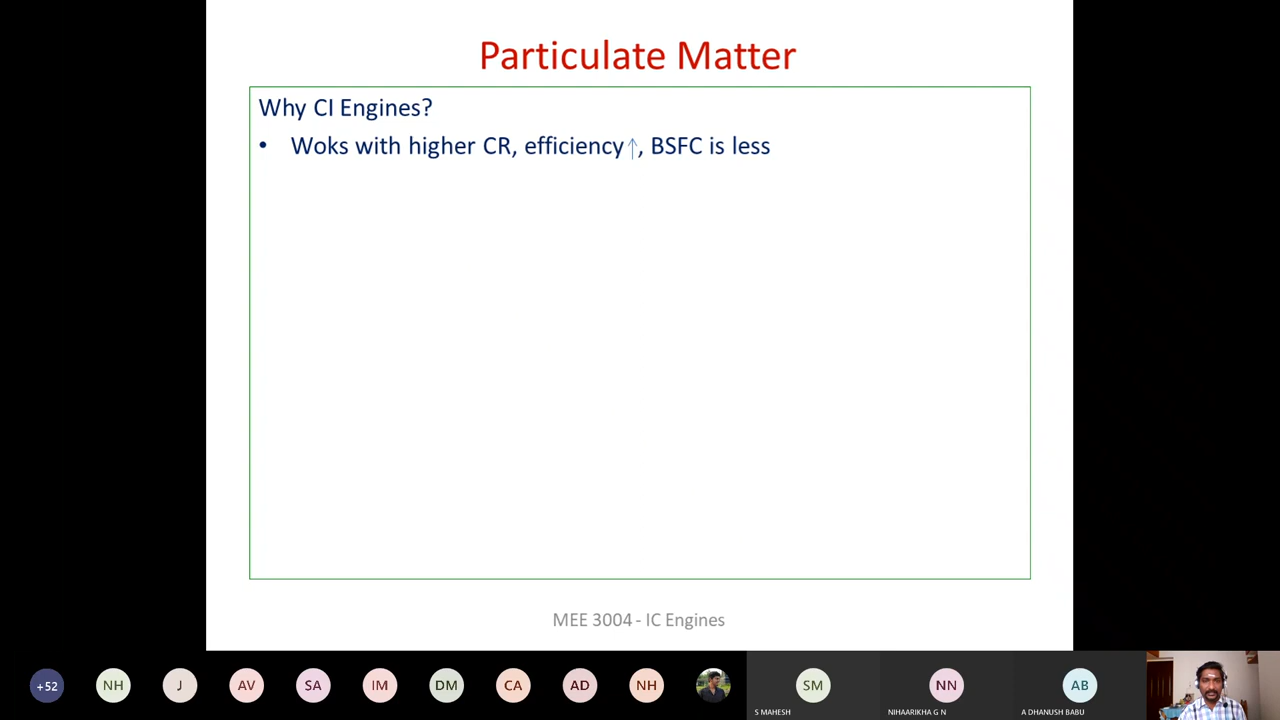 Particulate Matter
Why CI Engines?
• Woks with higher CR, efficiency↑, BSFC is less
MEE 3004 - IC Engines
+52 NH J AV SA IM DM CA AD NH SM NN AB
S MAHESH NIHAARIKHA G N A DHANUSH BABU